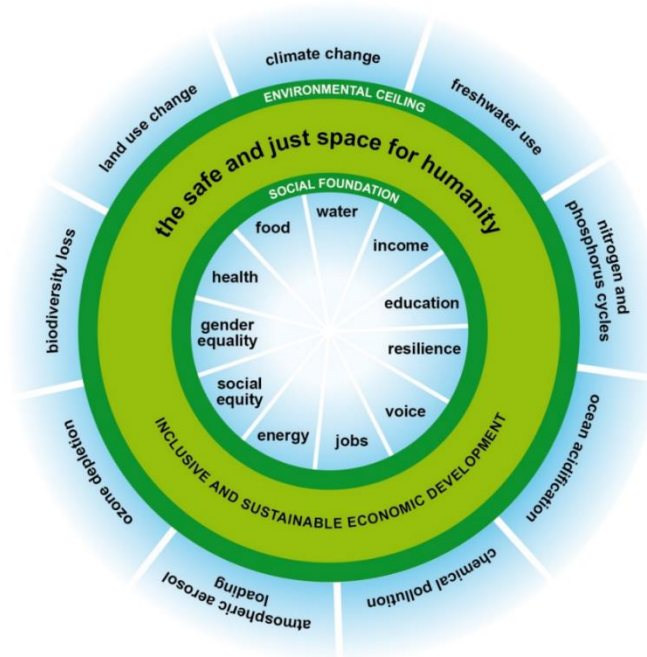 climate change
freshwater use
nitrogen and
phosphorus cycles
ocean acidification
chemical pollution
atmospheric aerosol
loading
ozone depletion
biodiversity loss
land use change
ENVIRONMENTAL CEILING
the safe and just space for humanity
SOCIAL FOUNDATION
water
income
education
resilience
voice
jobs
energy
social
equity
gender
equality
health
food
INCLUSIVE AND SUSTAINABLE ECONOMIC DEVELOPMENT